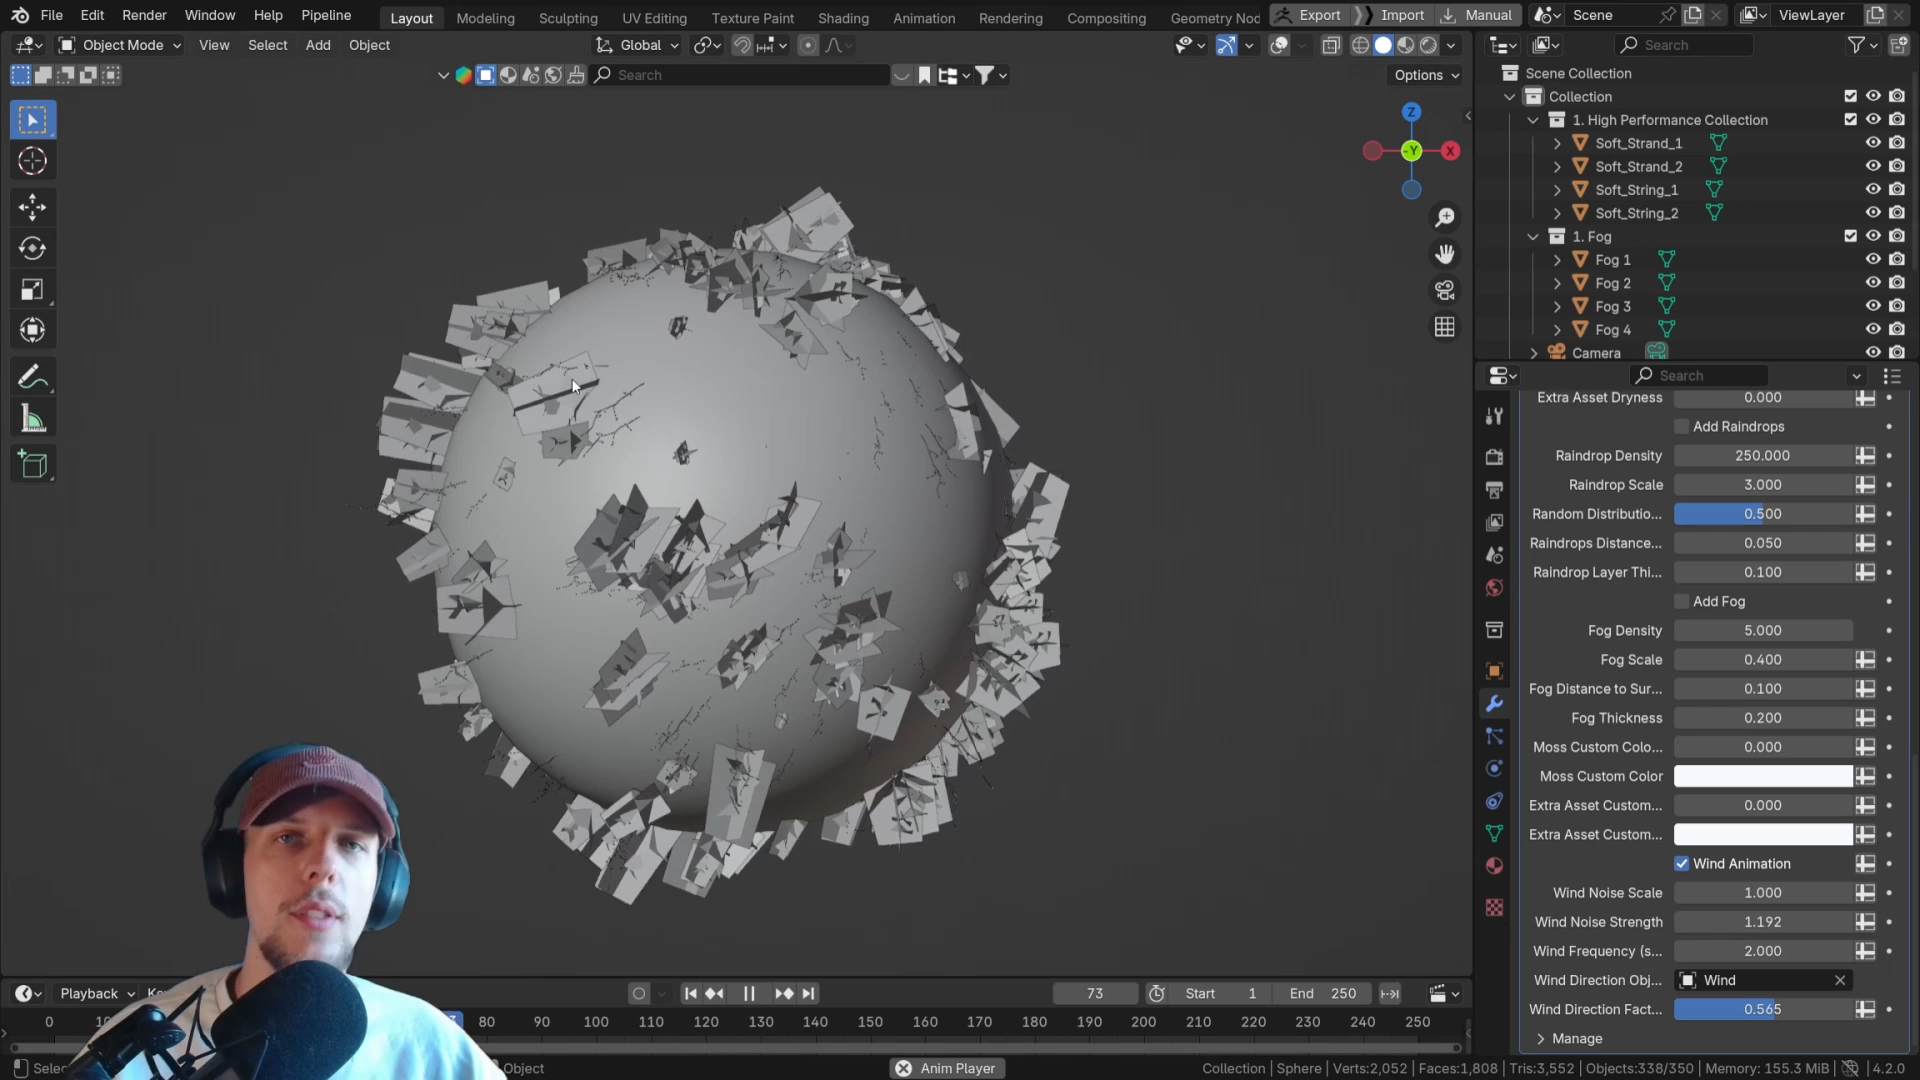 File Edit Render Window Help Pipeline
Layout Modeling Sculpting UV Editing Texture Paint Shading Animation Rendering Compositing Geometry Nod
Export Import Manual Scene ViewLayer
Object Mode View Select Add Object Global
Search Options
Z
-Y X
Search
Scene Collection
Collection
1. High Performance Collection
Soft_Strand_1
Soft_Strand_2
Soft_String_1
Soft_String_2
1. Fog
Fog 1
Fog 2
Fog 3
Fog 4
Camera
Search
Extra Asset Dryness 0.000
Add Raindrops
Raindrop Density 250.000
Raindrop Scale 3.000
Random Distributio... 0.500
Raindrops Distance... 0.050
Raindrop Layer Thi... 0.100
Add Fog
Fog Density 5.000
Fog Scale 0.400
Fog Distance to Sur... 0.100
Fog Thickness 0.200
Moss Custom Colo... 0.000
Moss Custom Color
Extra Asset Custom... 0.000
Extra Asset Custom...
Wind Animation
Wind Noise Scale 1.000
Wind Noise Strength 1.192
Wind Frequency (s... 2.000
Wind Direction Obj... Wind
Wind Direction Fact... 0.565
Manage
Playback 73 Start 1 End 250
0 80 90 100 110 120 130 140 150 160 170 180 190 200 210 220 230 240 250
Selec Object Anim Player Collection | Sphere | Verts:2,052 | Faces:1,808 | Tris:3,552 | Objects:338/350 | Memory: 155.3 MiB | 4.2.0